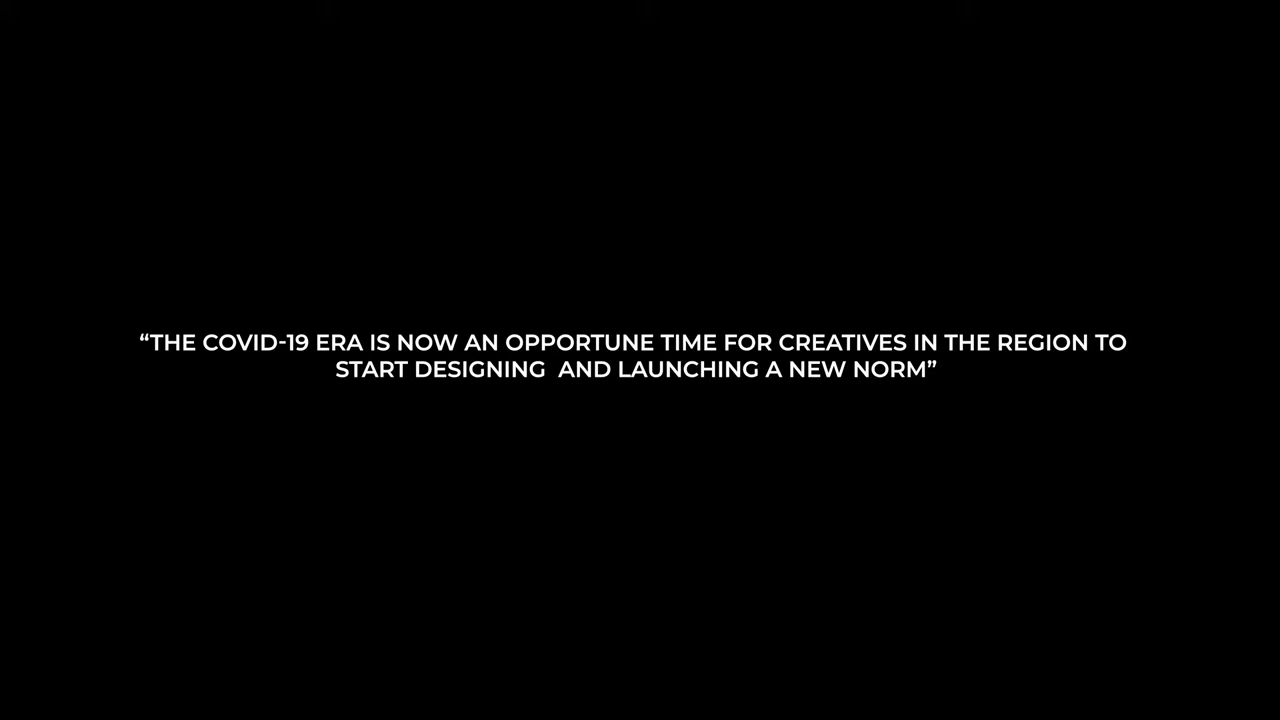 “THE COVID-19 ERA IS NOW AN OPPORTUNE TIME FOR CREATIVES IN THE REGION TO
START DESIGNING  AND LAUNCHING A NEW NORM”